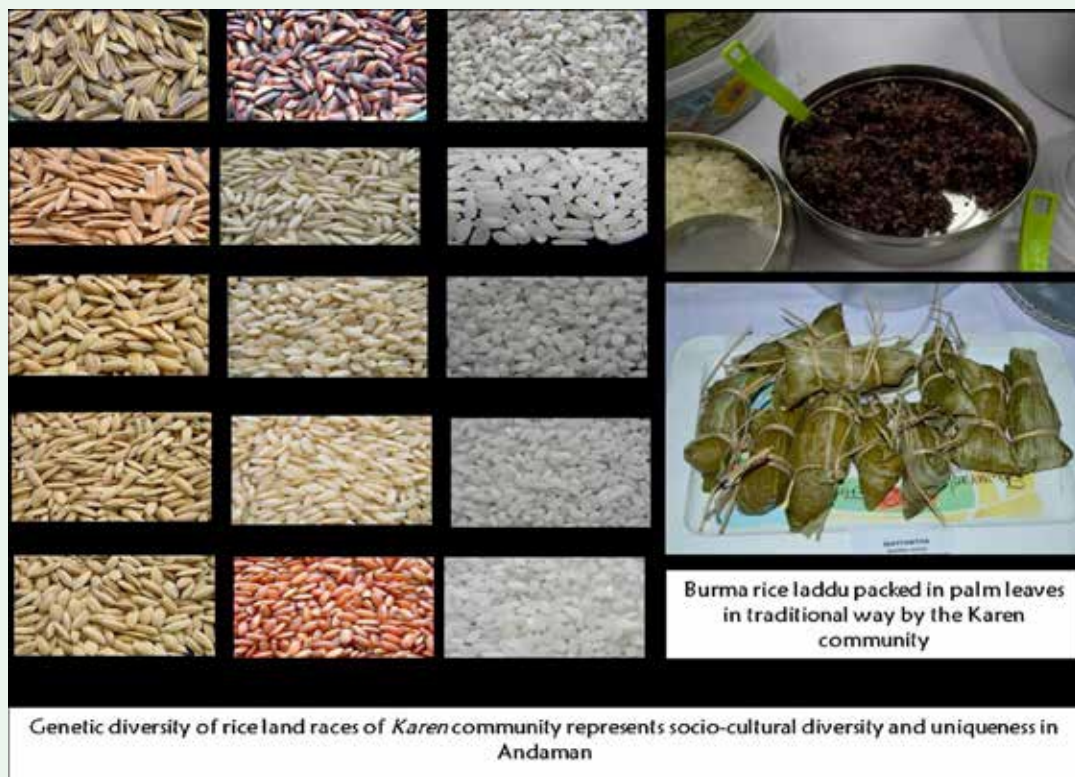 Burma rice laddu packed in palm leaves
in traditional way by the Karen
community
Genetic diversity of rice land races of Karen community represents socio-cultural diversity and uniqueness in
Andaman